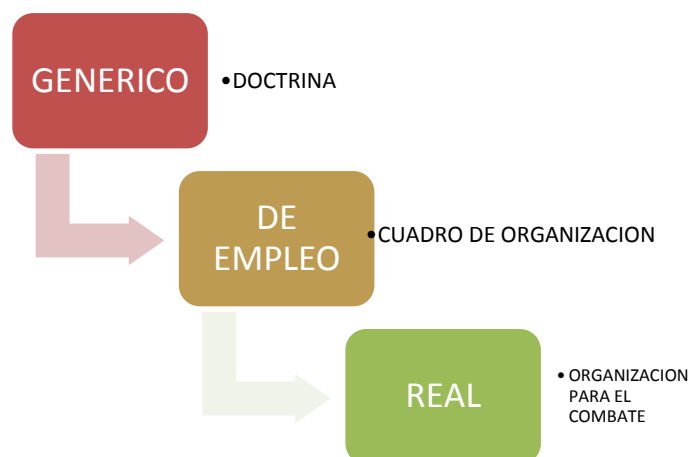 GENERICO
•DOCTRINA
DE
EMPLEO
•CUADRO DE ORGANIZACION
REAL
• ORGANIZACION
PARA EL
COMBATE